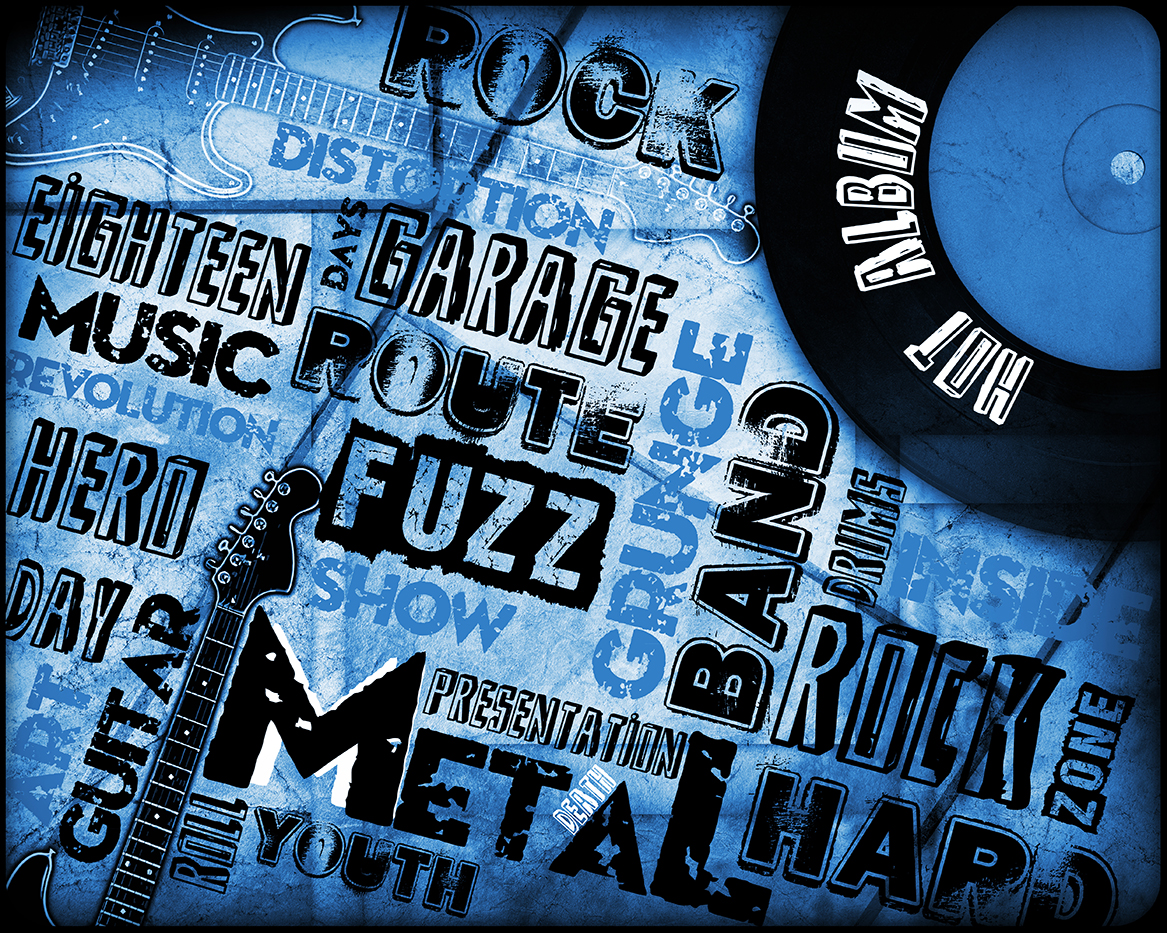 ROCK
DISTORTION
EIGHTEEN
DAYS
GARAGE
MUSIC
ROUTE
REVOLUTION
GRUNGE
HERO
FUZZ
BAND
DRUMS
INSIDE
SHOW
DAY
ROCK
GUITAR
ART
METAL
PRESENTATION
ZONE
DEATH
HARD
ROLL
YOUTH
HOT ALBUM